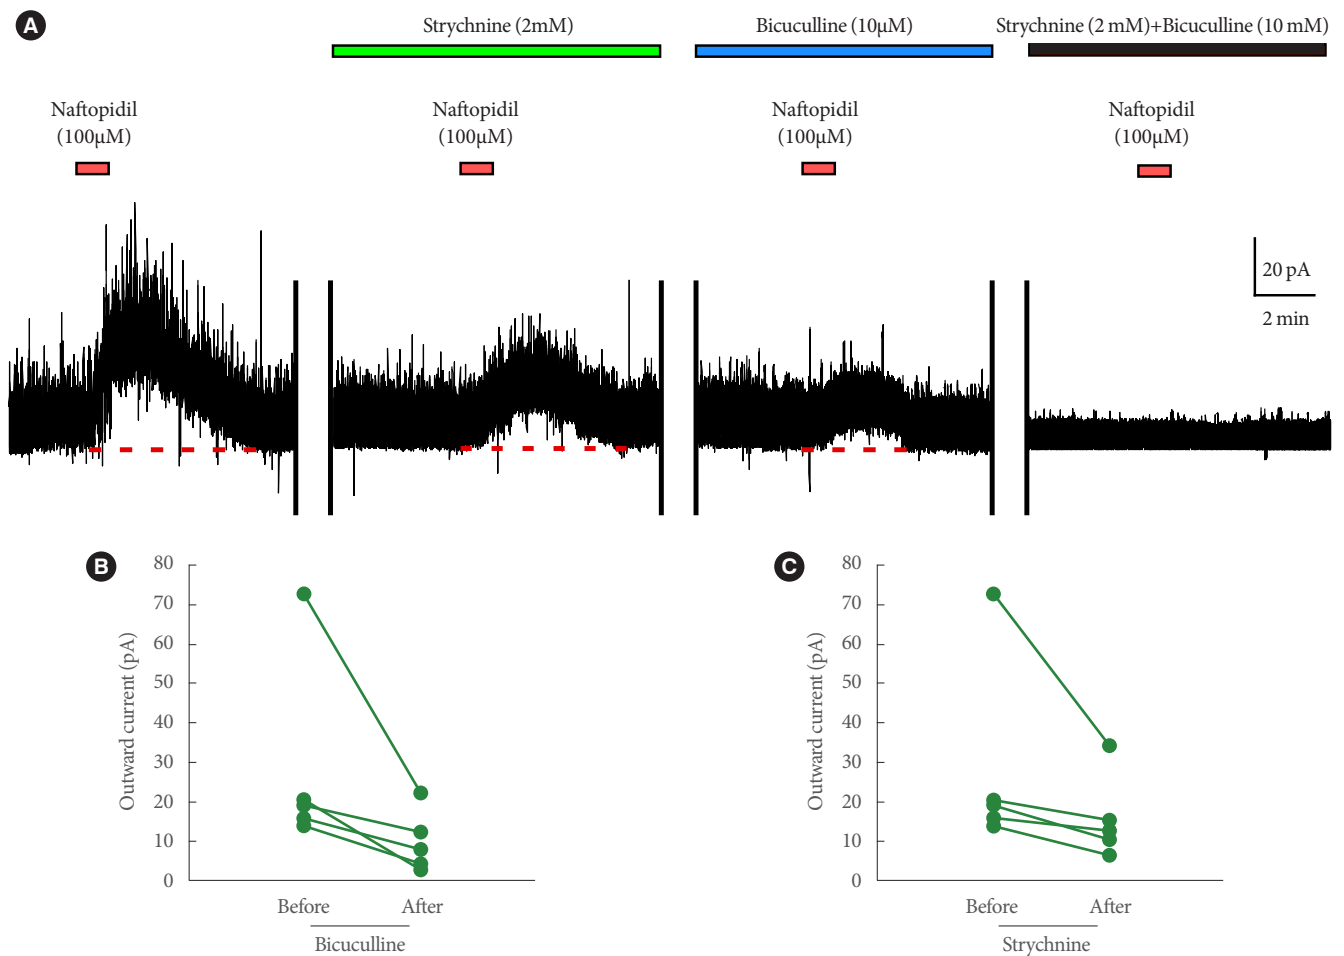 A
Strychnine (2mM)
Bicuculline (10μM)
Strychnine (2 mM)+Bicuculline (10 mM)
Naftopidil
(100μM)
Naftopidil
(100μM)
Naftopidil
(100μM)
Naftopidil
(100μM)
20 pA
2 min
B
Outward current (pA)
80
70
60
50
40
30
20
10
0
Before
After
Bicuculline
C
Outward current (pA)
80
70
60
50
40
30
20
10
0
Before
After
Strychnine